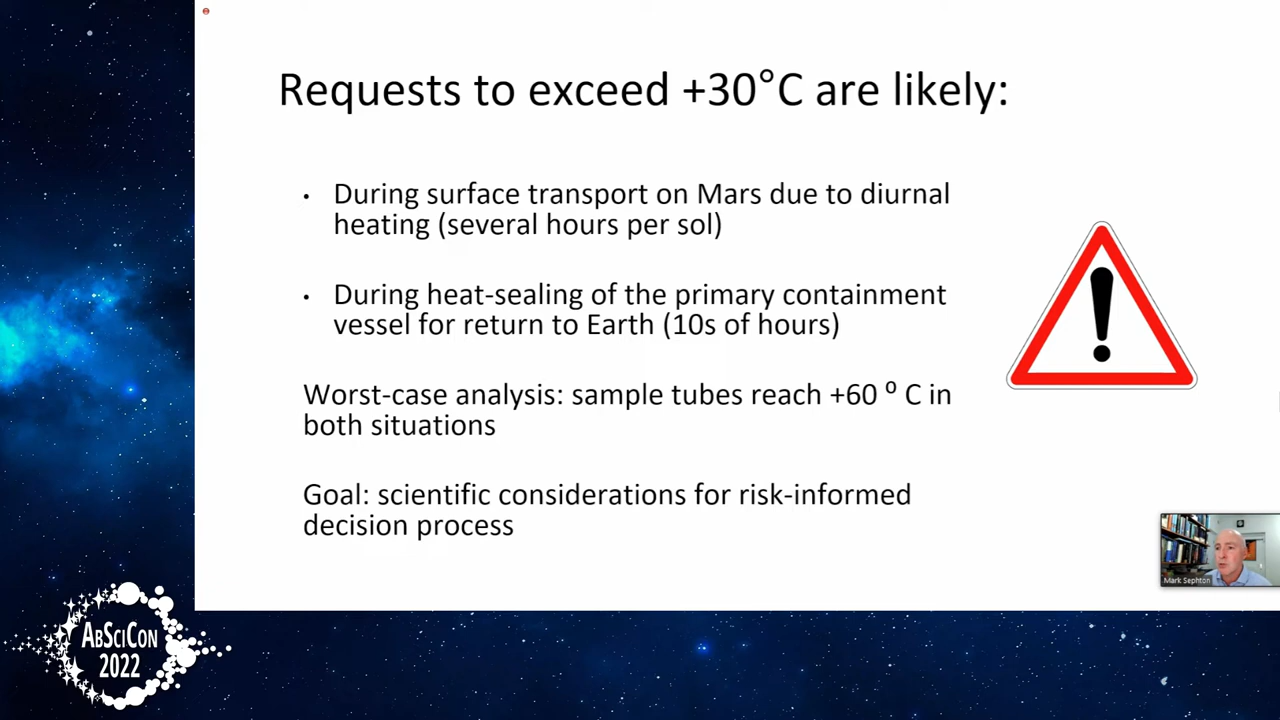 Requests to exceed +30°C are likely:
• During surface transport on Mars due to diurnal
heating (several hours per sol)
• During heat-sealing of the primary containment
vessel for return to Earth (10s of hours)
Worst-case analysis: sample tubes reach +60 º C in
both situations
Goal: scientific considerations for risk-informed
decision process
Mark Sephton
ABSCICON
2022